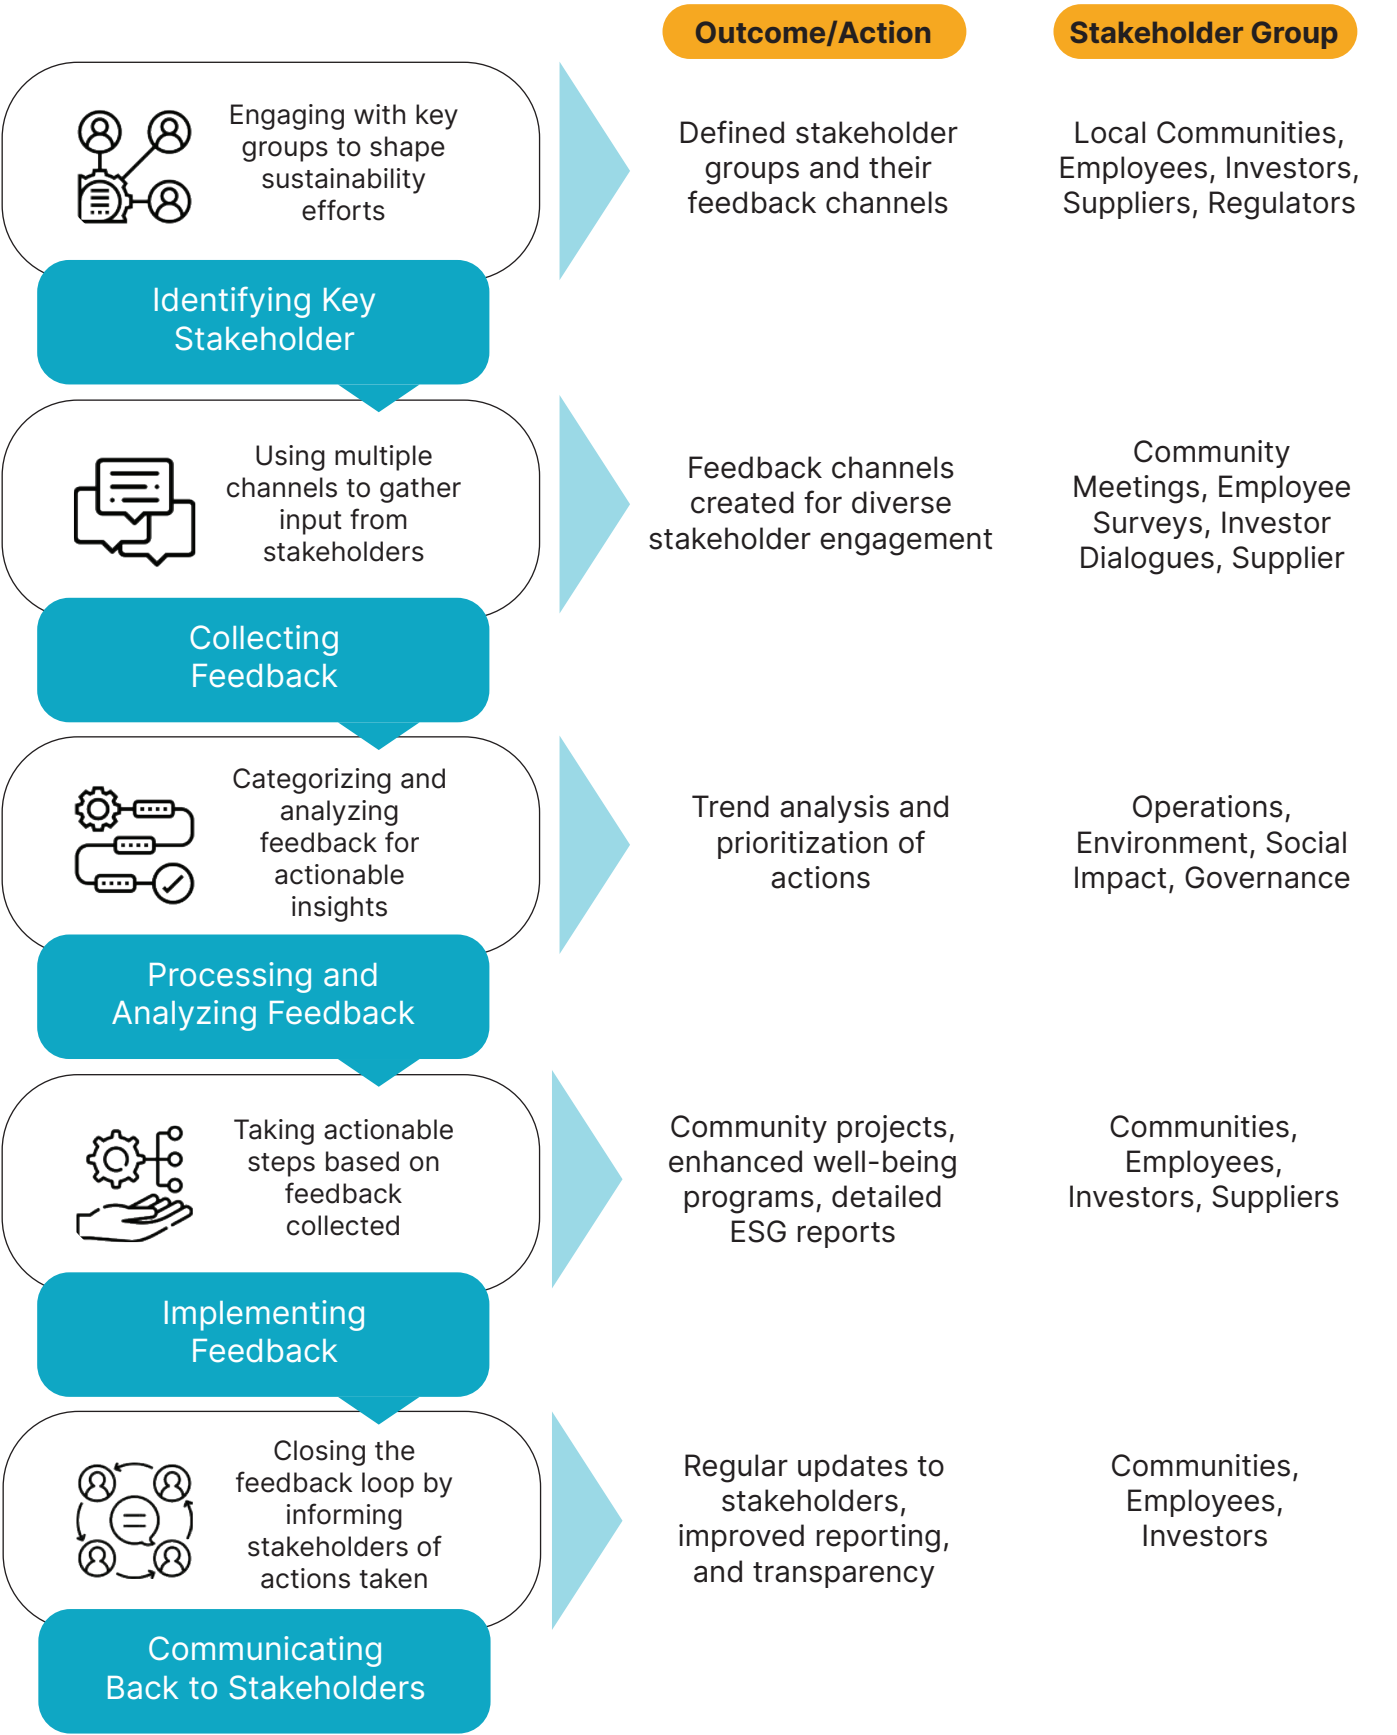 Outcome/Action
Stakeholder Group
Engaging with key
groups to shape
sustainability
efforts
Identifying Key
Stakeholder
Defined stakeholder
groups and their
feedback channels
Local Communities,
Employees, Investors,
Suppliers, Regulators
Using multiple
channels to gather
input from
stakeholders
Collecting
Feedback
Feedback channels
created for diverse
stakeholder engagement
Community
Meetings, Employee
Surveys, Investor
Dialogues, Supplier
Categorizing and
analyzing
feedback for
actionable
insights
Processing and
Analyzing Feedback
Trend analysis and
prioritization of
actions
Operations,
Environment, Social
Impact, Governance
Taking actionable
steps based on
feedback
collected
Implementing
Feedback
Community projects,
enhanced well-being
programs, detailed
ESG reports
Communities,
Employees,
Investors, Suppliers
Closing the
feedback loop by
informing
stakeholders of
actions taken
Communicating
Back to Stakeholders
Regular updates to
stakeholders,
improved reporting,
and transparency
Communities,
Employees,
Investors